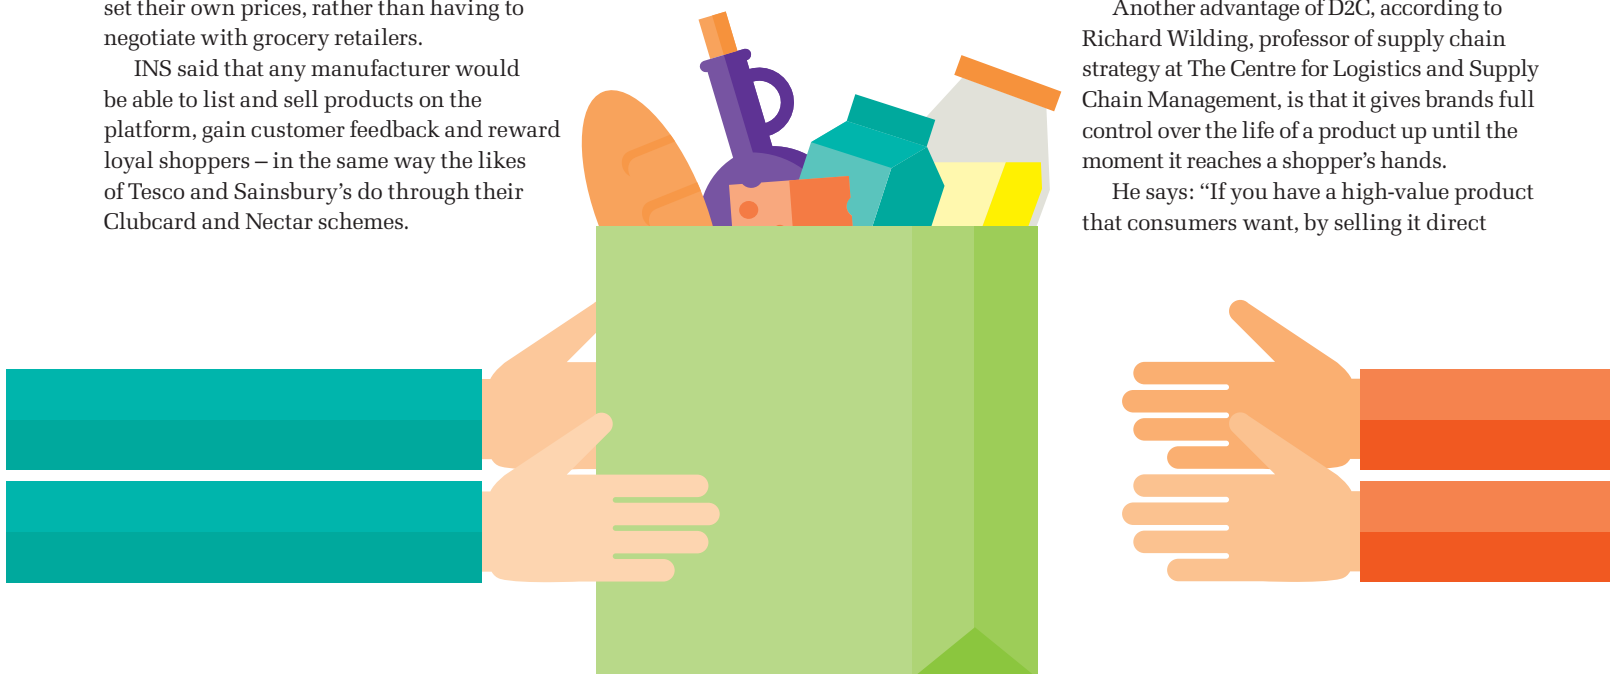 set their own prices, rather than having to
negotiate with grocery retailers.
INS said that any manufacturer would
be able to list and sell products on the
platform, gain customer feedback and reward
loyal shoppers – in the same way the likes
of Tesco and Sainsbury’s do through their
Clubcard and Nectar schemes.
Another advantage of D2C, according to
Richard Wilding, professor of supply chain
strategy at The Centre for Logistics and Supply
Chain Management, is that it gives brands full
control over the life of a product up until the
moment it reaches a shopper’s hands.
He says: “If you have a high-value product
that consumers want, by selling it direct